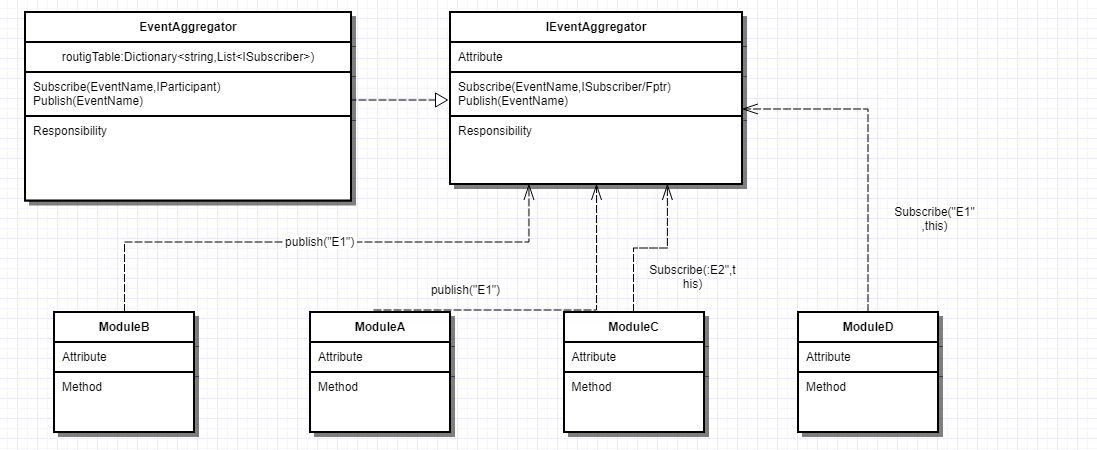 EventAggregator
routigTable:Dictionary<string,List<ISubscriber>)
Subscribe(EventName,IParticipant)
Publish(EventName)
Responsibility
IEventAggregator
Attribute
Subscribe(EventName,ISubscriber/Fptr)
Publish(EventName)
Responsibility
publish("E1")
publish("E1")
Subscribe(:E2",t
his)
Subscribe("E1"
,this)
ModuleB
Attribute
Method
ModuleA
Attribute
Method
ModuleC
Attribute
Method
ModuleD
Attribute
Method